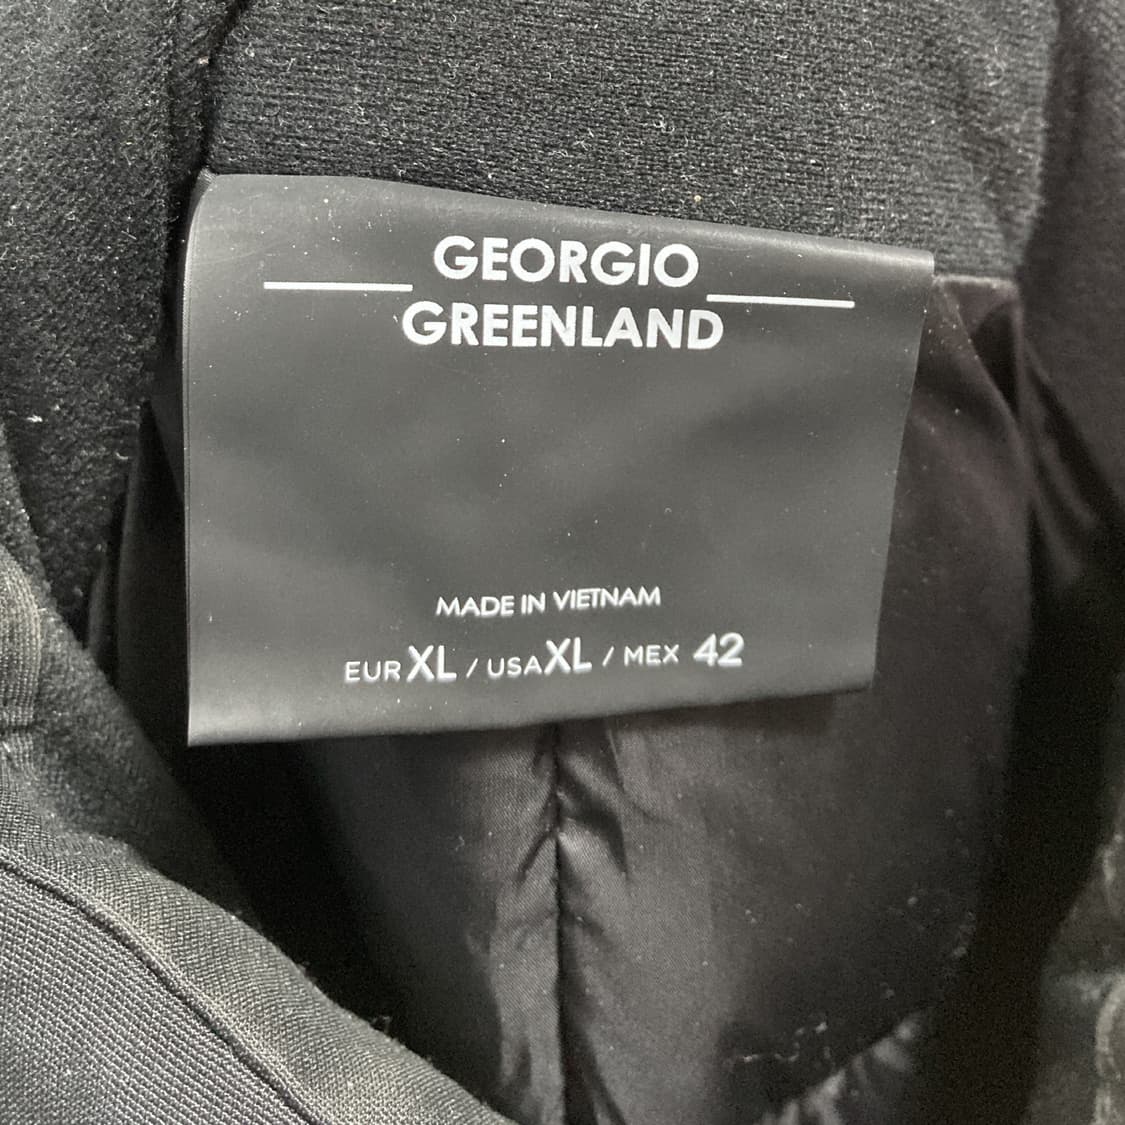 GEORGIO
GREENLAND
MADE IN VIETNAM
EUR XL / USA XL / MEX 42